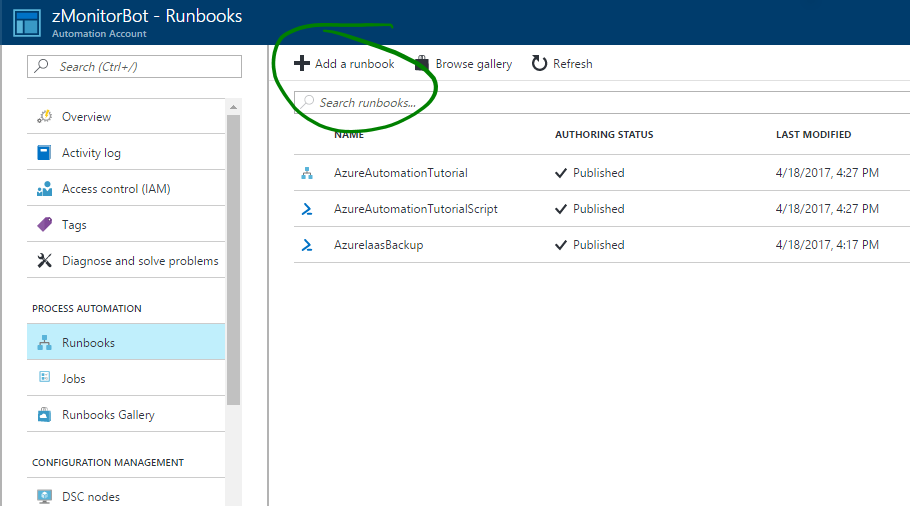 zMonitorBot - Runbooks
Automation Account
Search (Ctrl+/)
Overview
Activity log
Access control (IAM)
Tags
Diagnose and solve problems
PROCESS AUTOMATION
Runbooks
Jobs
Runbooks Gallery
CONFIGURATION MANAGEMENT
DSC nodes
Add a runbook Browse gallery Refresh
Search runbooks...
NAME AUTHORING STATUS LAST MODIFIED
AzureAutomationTutorial Published 4/18/2017, 4:27 PM
AzureAutomationTutorialScript Published 4/18/2017, 4:27 PM
AzureIaasBackup Published 4/18/2017, 4:17 PM